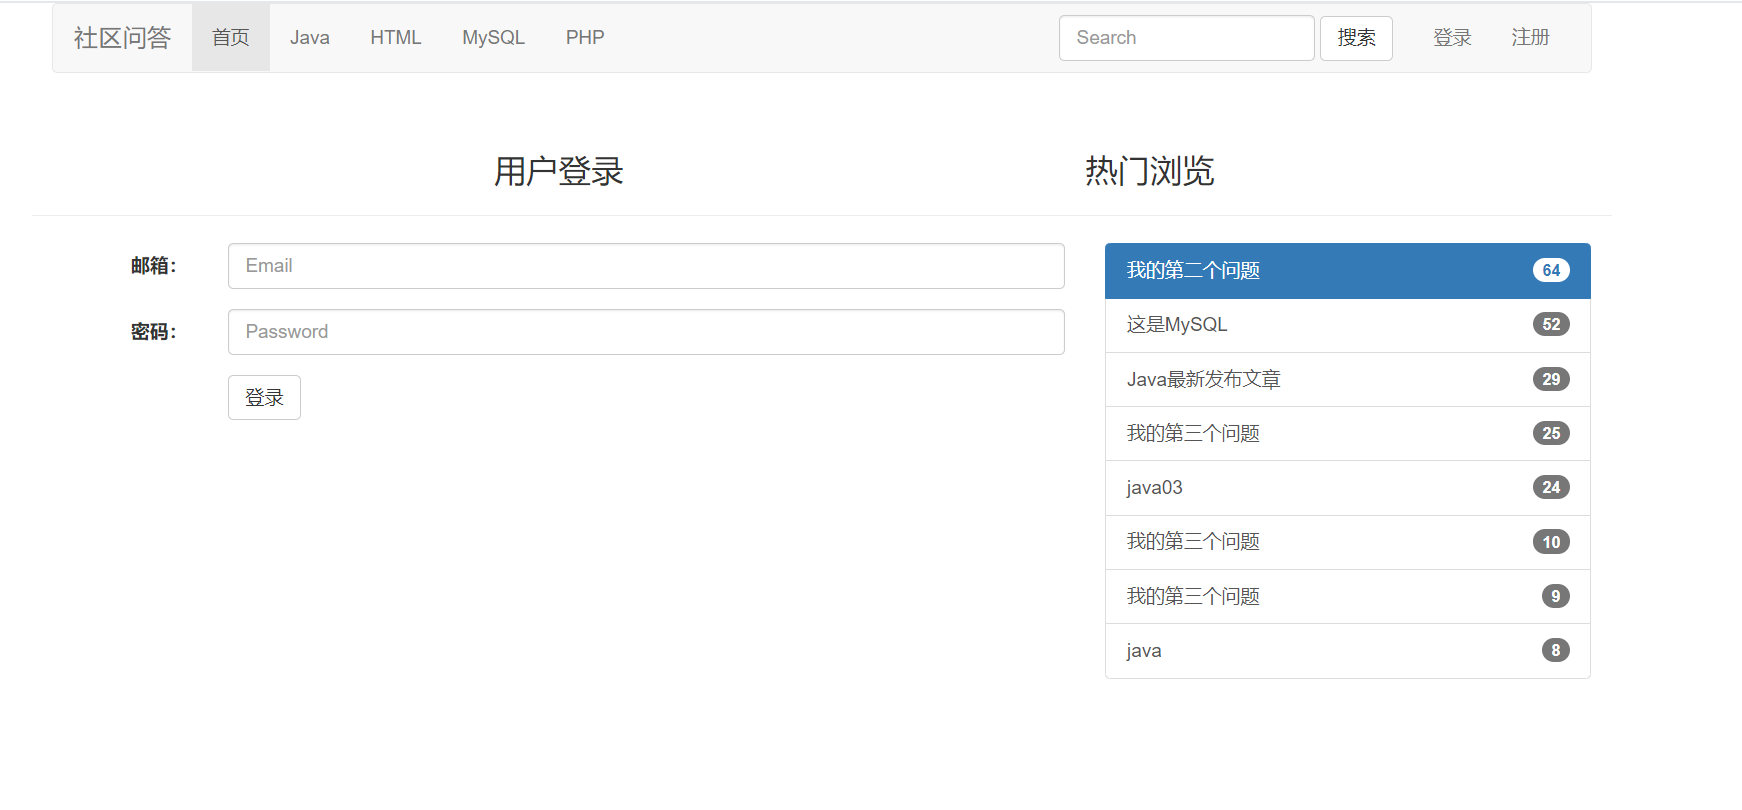 社区问答 首页 Java HTML MySQL PHP Search 搜索 登录 注册
用户登录
邮箱：
Email
密码：
Password
登录
热门浏览
我的第二个问题 64
这是MySQL 52
Java最新发布文章 29
我的第三个问题 25
java03 24
我的第三个问题 10
我的第三个问题 9
java 8